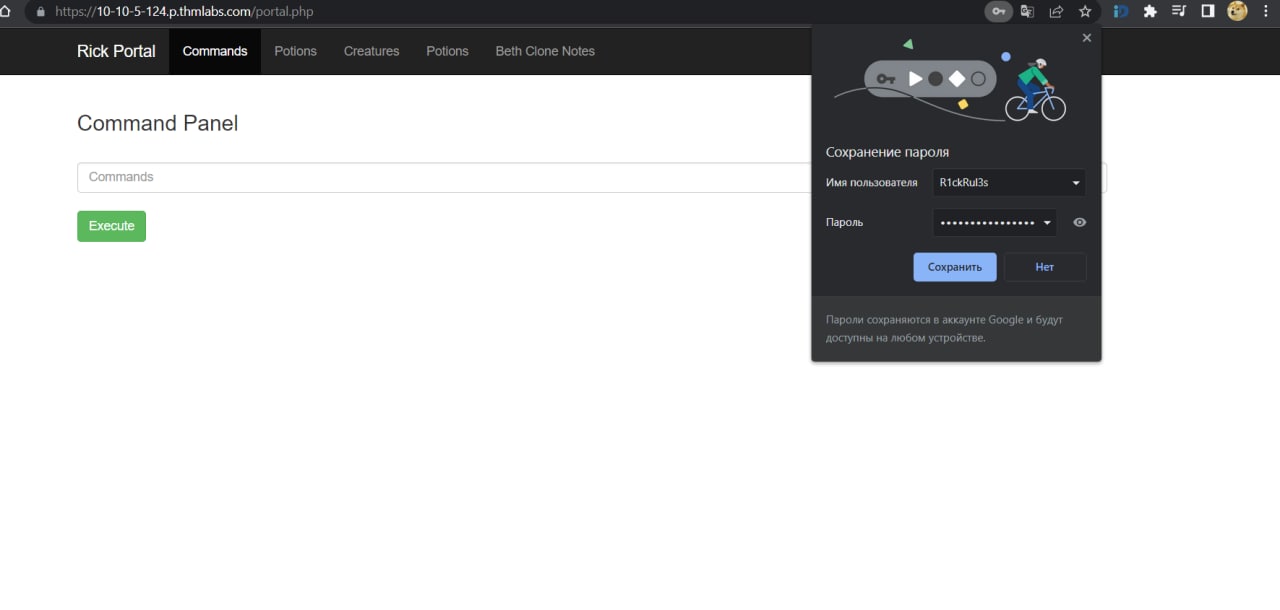 https://10-10-5-124.p.thmlabs.com/portal.php
Rick Portal Commands Potions Creatures Potions Beth Clone Notes
Command Panel
Commands
Execute
Сохранение пароля
Имя пользователя R1ckRul3s
Пароль ••••••••••••••••
Сохранить Нет
Пароли сохраняются в аккаунте Google и будут
доступны на любом устройстве.